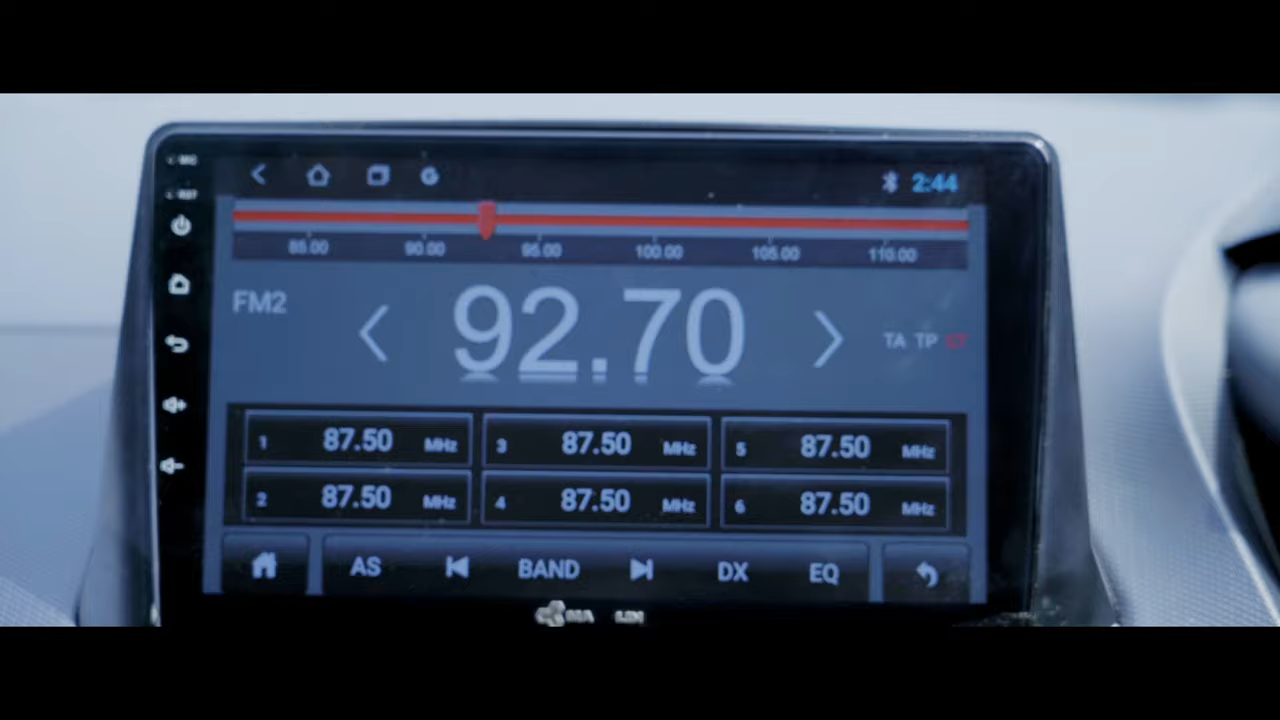 2:44
85.00 90.00 95.00 100.00 105.00 110.00
FM2
92.70
TA TP
1 87.50 MHz 3 87.50 MHz 5 87.50 MHz
2 87.50 MHz 4 87.50 MHz 6 87.50 MHz
AS BAND DX EQ